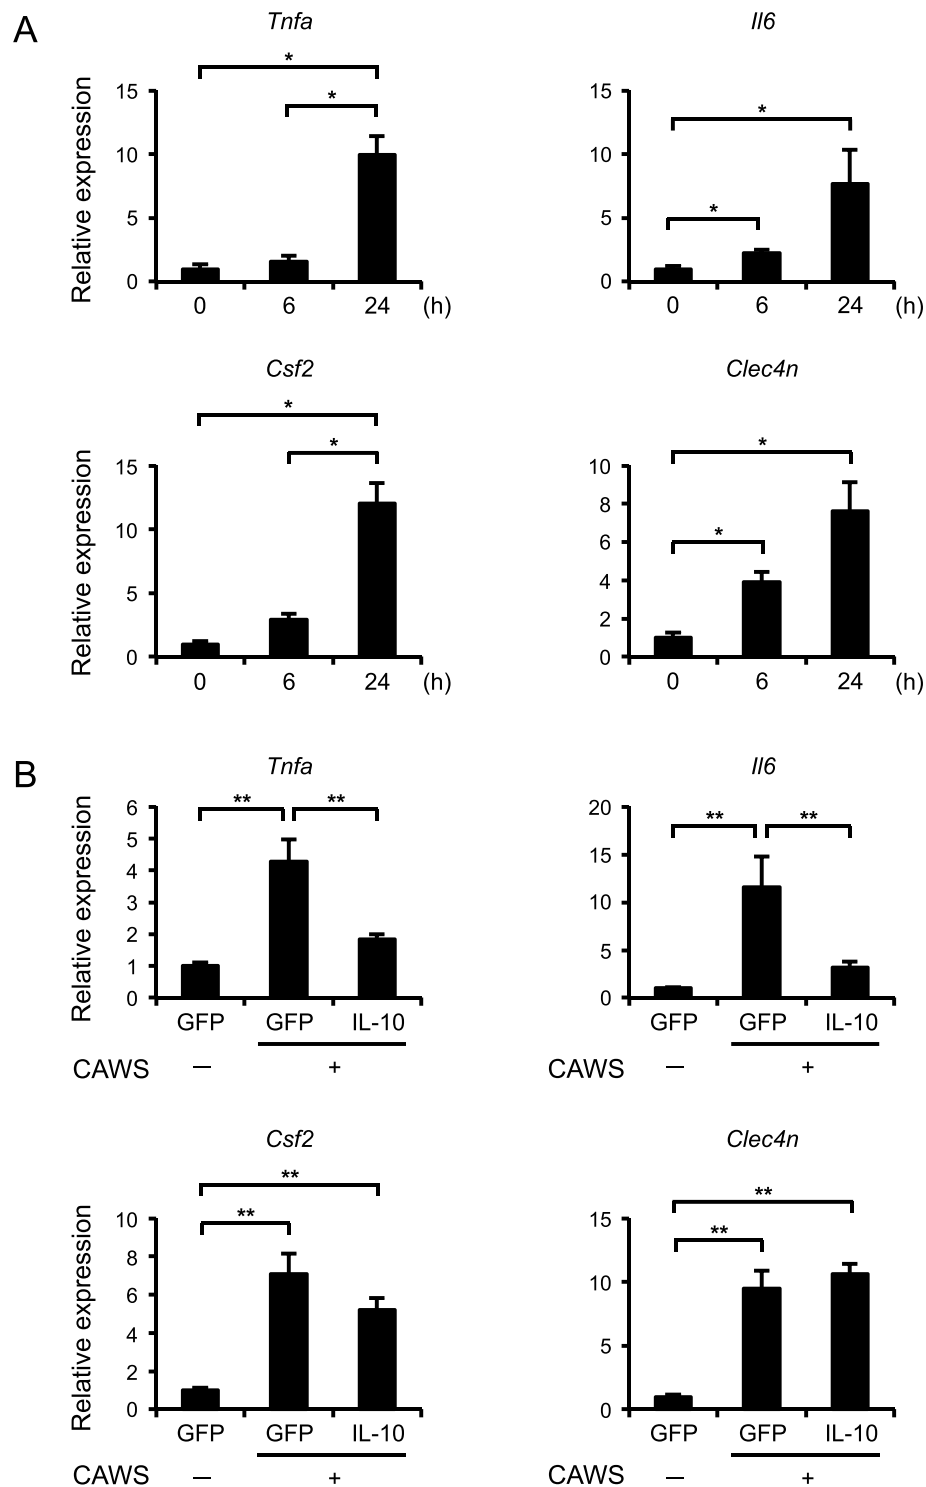 A
Tnfa
Il6
Relative expression
15
10
5
0
*
*
0 6 24 (h)
15
10
5
0
*
*
0 6 24 (h)
Csf2
Clec4n
Relative expression
15
10
5
0
*
*
0 6 24 (h)
10
8
6
4
2
0
*
*
0 6 24 (h)
B
Tnfa
Il6
Relative expression
6
5
4
3
2
1
0
** **
GFP GFP IL-10
CAWS — +
20
15
10
5
0
** **
GFP GFP IL-10
CAWS — +
Csf2
Clec4n
Relative expression
10
8
6
4
2
0
**
**
GFP GFP IL-10
CAWS — +
15
10
5
0
**
**
GFP GFP IL-10
CAWS — +